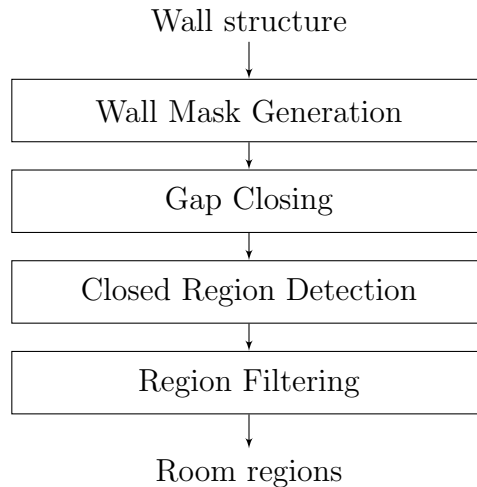 Wall structure
Wall Mask Generation
Gap Closing
Closed Region Detection
Region Filtering
Room regions